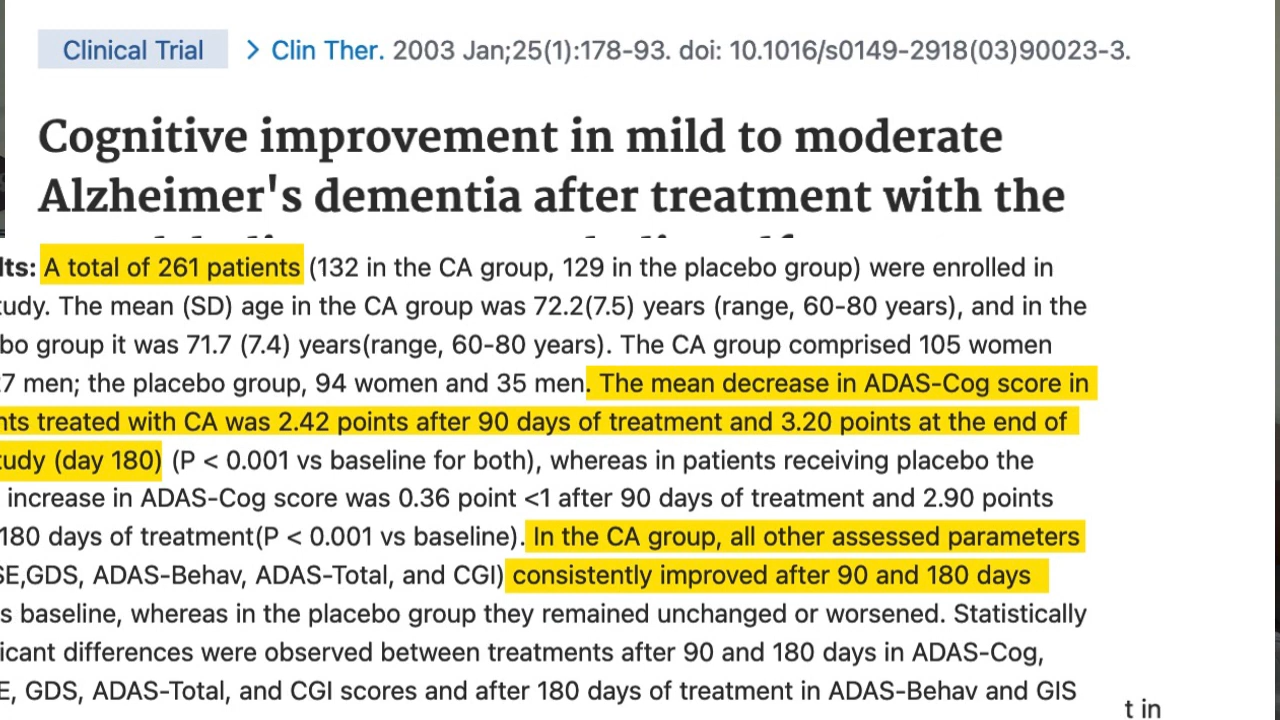 Clinical Trial > Clin Ther. 2003 Jan;25(1):178-93. doi: 10.1016/s0149-2918(03)90023-3.
Cognitive improvement in mild to moderate
Alzheimer's dementia after treatment with the
lts: A total of 261 patients (132 in the CA group, 129 in the placebo group) were enrolled in
tudy. The mean (SD) age in the CA group was 72.2(7.5) years (range, 60-80 years), and in the
bo group it was 71.7 (7.4) years(range, 60-80 years). The CA group comprised 105 women
7 men; the placebo group, 94 women and 35 men. The mean decrease in ADAS-Cog score in
nts treated with CA was 2.42 points after 90 days of treatment and 3.20 points at the end of
tudy (day 180) (P < 0.001 vs baseline for both), whereas in patients receiving placebo the
increase in ADAS-Cog score was 0.36 point <1 after 90 days of treatment and 2.90 points
180 days of treatment(P < 0.001 vs baseline). In the CA group, all other assessed parameters
SE,GDS, ADAS-Behav, ADAS-Total, and CGI) consistently improved after 90 and 180 days
s baseline, whereas in the placebo group they remained unchanged or worsened. Statistically
icant differences were observed between treatments after 90 and 180 days in ADAS-Cog,
E, GDS, ADAS-Total, and CGI scores and after 180 days of treatment in ADAS-Behav and GIS
t in